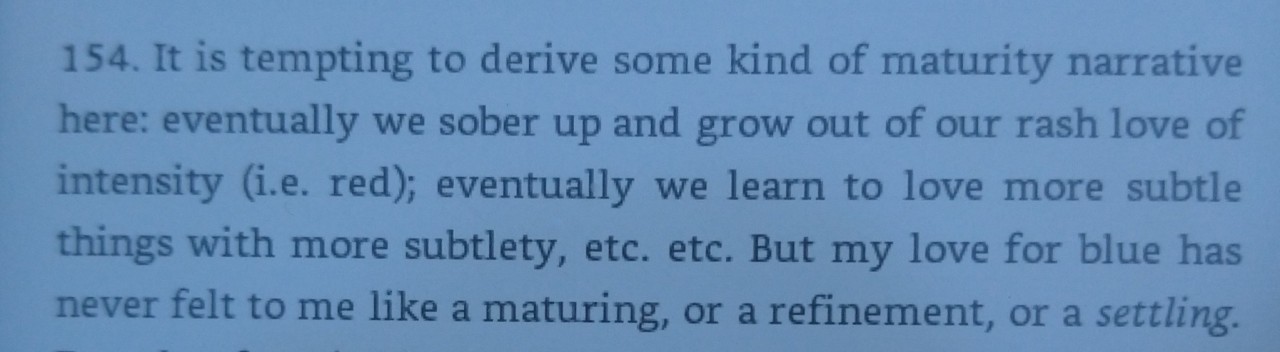 154. It is tempting to derive some kind of maturity narrative
here: eventually we sober up and grow out of our rash love of
intensity (i.e. red); eventually we learn to love more subtle
things with more subtlety, etc. etc. But my love for blue has
never felt to me like a maturing, or a refinement, or a settling.